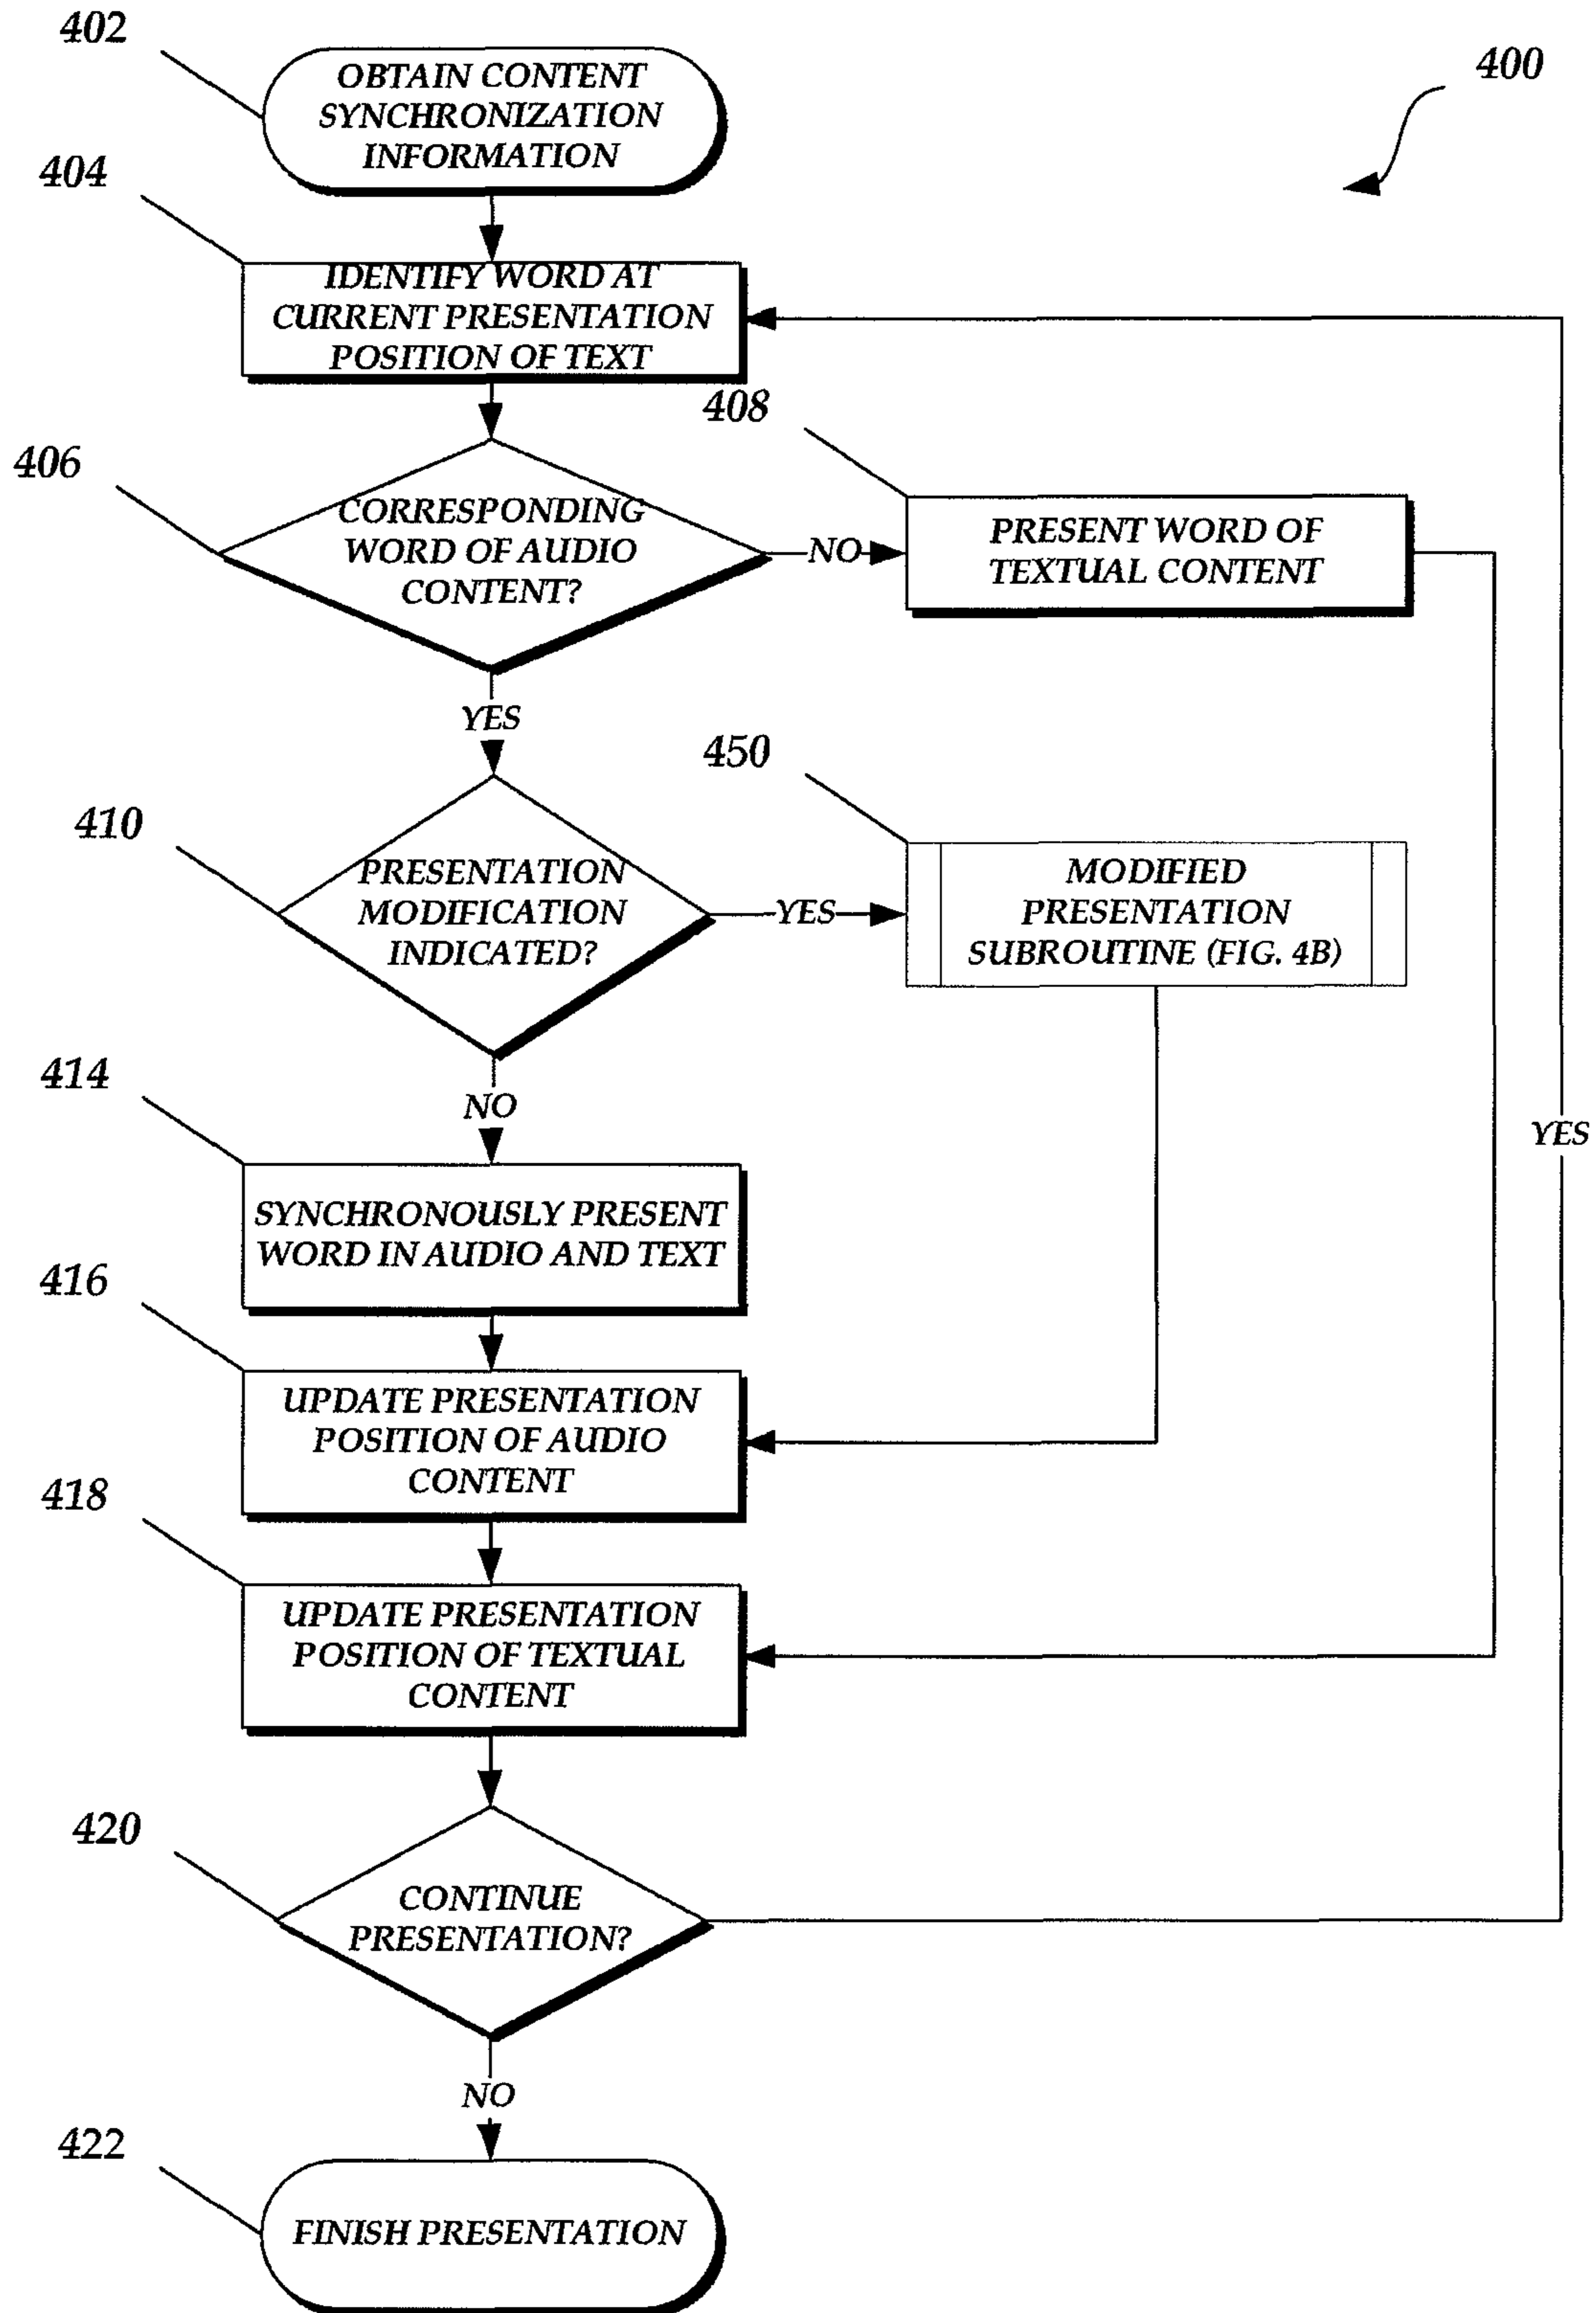 402
OBTAIN CONTENT
SYNCHRONIZATION
INFORMATION
400
404
IDENTIFY WORD AT
CURRENT PRESENTATION
POSITION OF TEXT
406
CORRESPONDING
WORD OF AUDIO
CONTENT?
NO
408
PRESENT WORD OF
TEXTUAL CONTENT
YES
410
PRESENTATION
MODIFICATION
INDICATED?
YES
450
MODIFIED
PRESENTATION
SUBROUTINE (FIG. 4B)
NO
YES
414
SYNCHRONOUSLY PRESENT
WORD IN AUDIO AND TEXT
416
UPDATE PRESENTATION
POSITION OF AUDIO
CONTENT
418
UPDATE PRESENTATION
POSITION OF TEXTUAL
CONTENT
420
CONTINUE
PRESENTATION?
NO
422
FINISH PRESENTATION